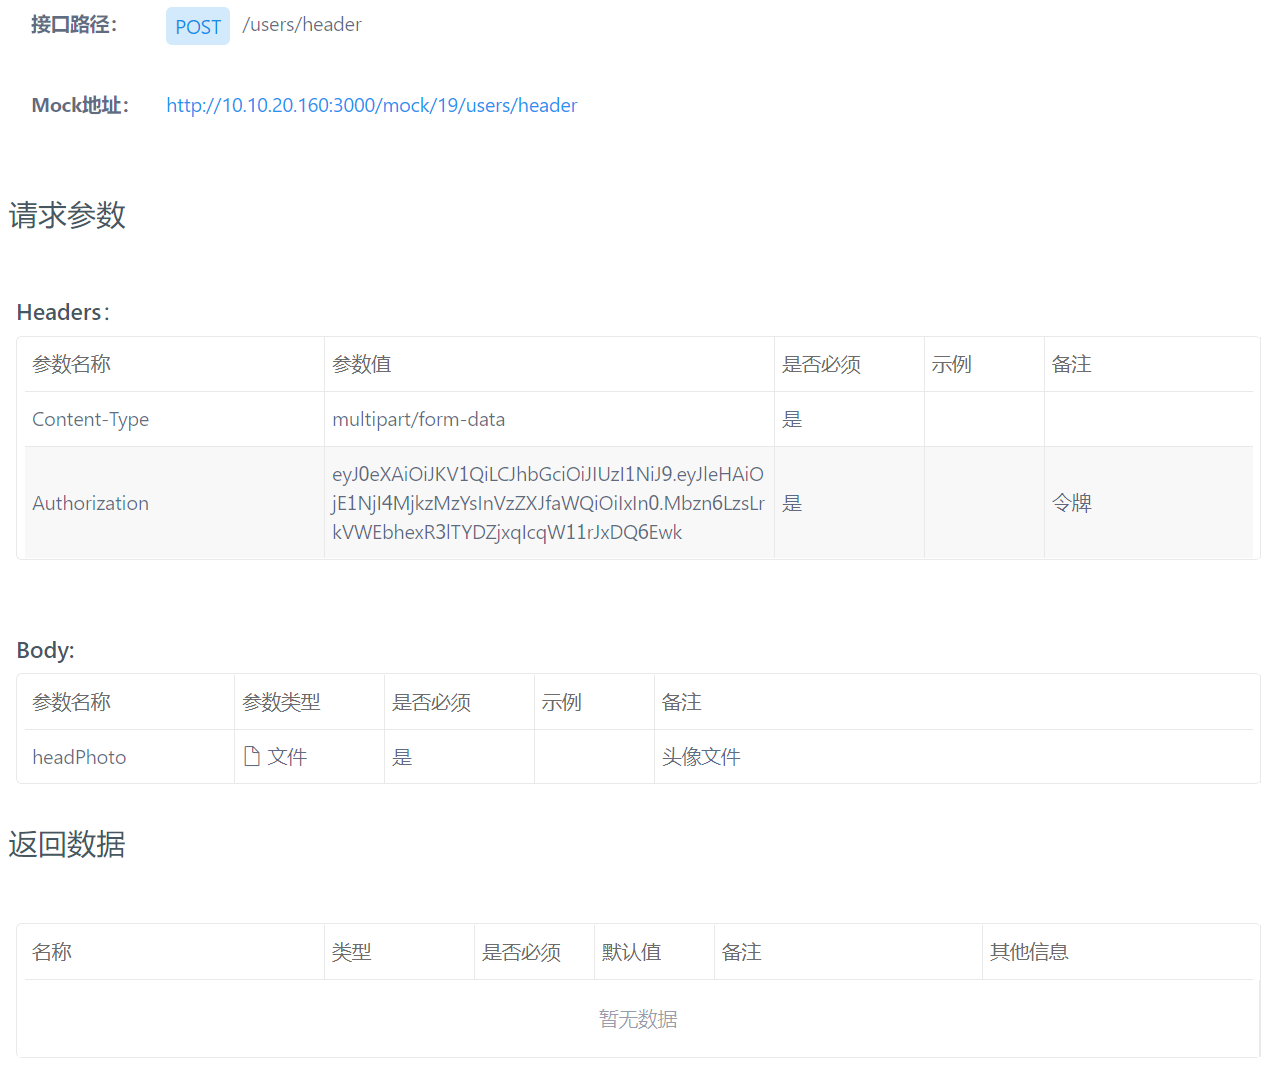 接口路径： POST /users/header
Mock地址： http://10.10.20.160:3000/mock/19/users/header
请求参数
Headers：
参数名称 参数值 是否必须 示例 备注
Content-Type multipart/form-data 是
Authorization eyJ0eXAiOiJKV1QiLCJhbGciOiJIUzI1NiJ9.eyJleHAiO
jE1NjI4MjkzMzYsInVzZXJfaWQiOiIxIn0.Mbzn6LzsLr 是 令牌
kVWEbhexR3lTYDZjxqIcqW11rJxDQ6Ewk
Body:
参数名称 参数类型 是否必须 示例 备注
headPhoto 文件 是 头像文件
返回数据
名称 类型 是否必须 默认值 备注 其他信息
暂无数据